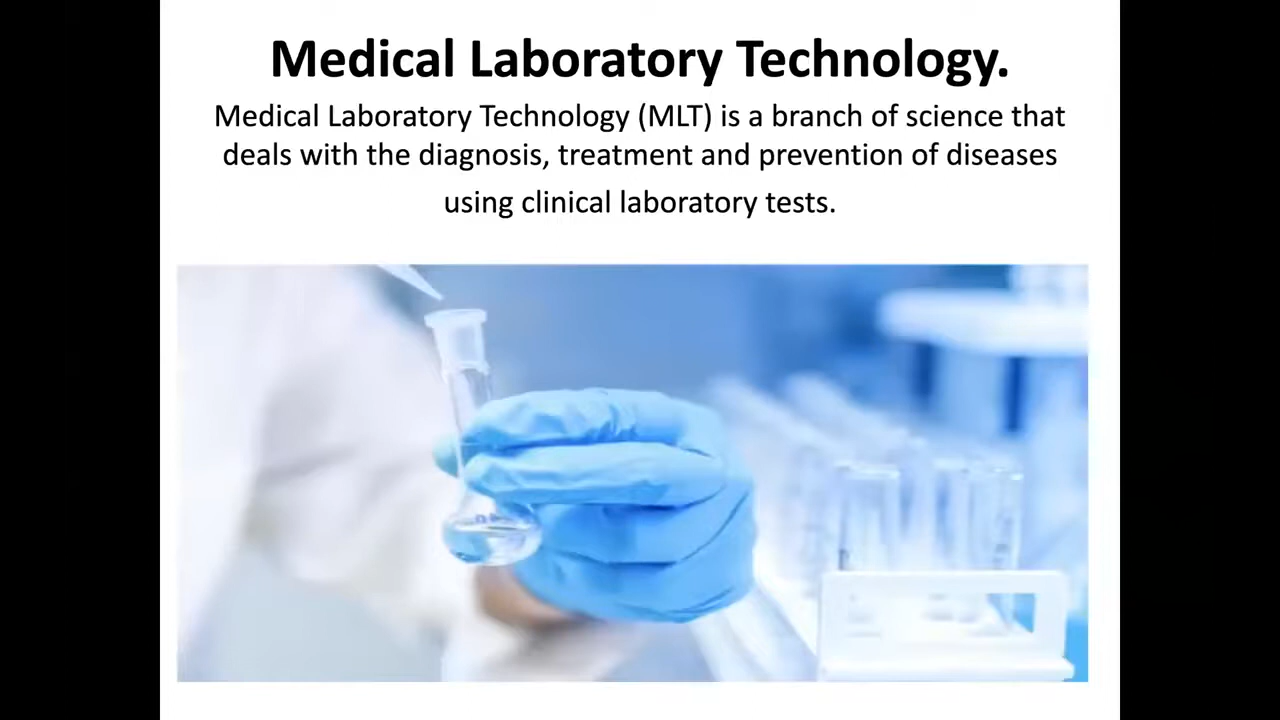 Medical Laboratory Technology.
Medical Laboratory Technology (MLT) is a branch of science that
deals with the diagnosis, treatment and prevention of diseases
using clinical laboratory tests.